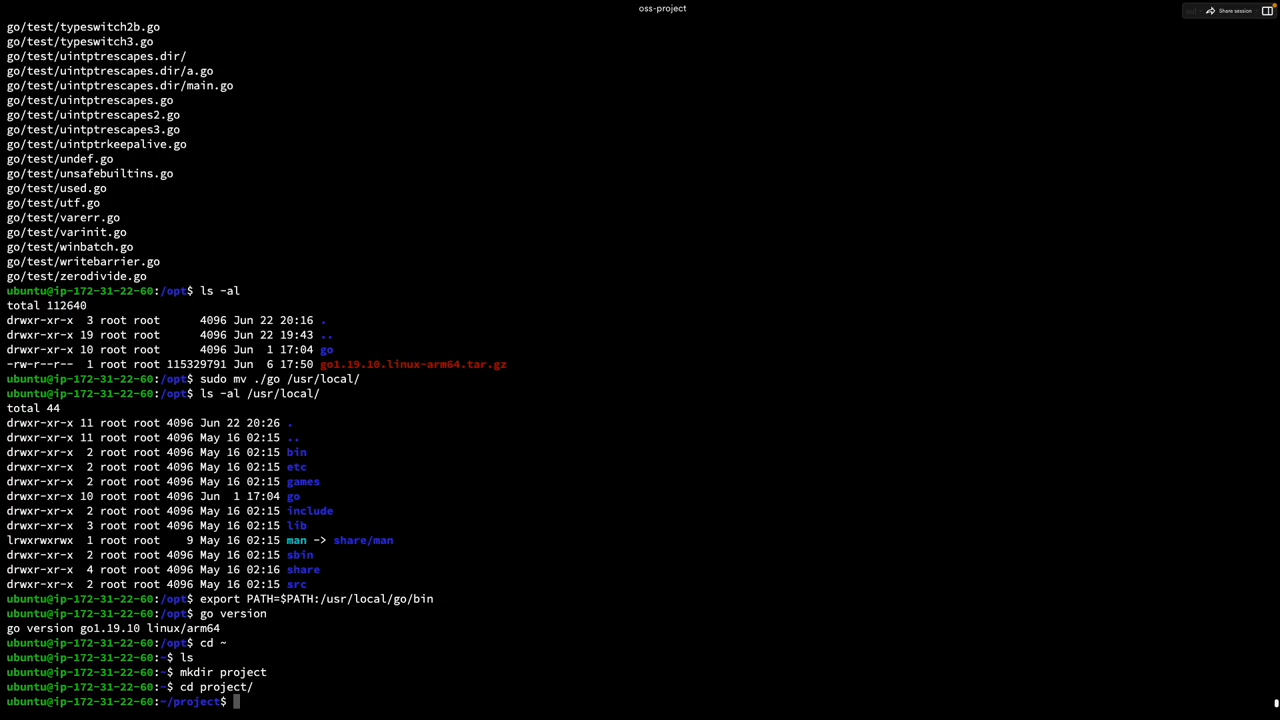 oss-project
Share session
go/test/typeswitch2b.go
go/test/typeswitch3.go
go/test/uintptrescapes.dir/
go/test/uintptrescapes.dir/a.go
go/test/uintptrescapes.dir/main.go
go/test/uintptrescapes.go
go/test/uintptrescapes2.go
go/test/uintptrescapes3.go
go/test/uintptrkeepalive.go
go/test/undef.go
go/test/unsafebuiltins.go
go/test/used.go
go/test/utf.go
go/test/varerr.go
go/test/varinit.go
go/test/winbatch.go
go/test/writebarrier.go
go/test/zerodivide.go
ubuntu@ip-172-31-22-60:/opt$ ls -al
total 112640
drwxr-xr-x  3 root root      4096 Jun 22 20:16 .
drwxr-xr-x 19 root root      4096 Jun 22 19:43 ..
drwxr-xr-x 10 root root      4096 Jun  1 17:04 go
-rw-r--r--  1 root root 115329791 Jun  6 17:50 go1.19.10.linux-arm64.tar.gz
ubuntu@ip-172-31-22-60:/opt$ sudo mv ./go /usr/local/
ubuntu@ip-172-31-22-60:/opt$ ls -al /usr/local/
total 44
drwxr-xr-x 11 root root 4096 Jun 22 20:26 .
drwxr-xr-x 11 root root 4096 May 16 02:15 ..
drwxr-xr-x  2 root root 4096 May 16 02:15 bin
drwxr-xr-x  2 root root 4096 May 16 02:15 etc
drwxr-xr-x  2 root root 4096 May 16 02:15 games
drwxr-xr-x 10 root root 4096 Jun  1 17:04 go
drwxr-xr-x  2 root root 4096 May 16 02:15 include
drwxr-xr-x  3 root root 4096 May 16 02:15 lib
lrwxrwxrwx  1 root root    9 May 16 02:15 man -> share/man
drwxr-xr-x  2 root root 4096 May 16 02:15 sbin
drwxr-xr-x  4 root root 4096 May 16 02:16 share
drwxr-xr-x  2 root root 4096 May 16 02:15 src
ubuntu@ip-172-31-22-60:/opt$ export PATH=$PATH:/usr/local/go/bin
ubuntu@ip-172-31-22-60:/opt$ go version
go version go1.19.10 linux/arm64
ubuntu@ip-172-31-22-60:/opt$ cd ~
ubuntu@ip-172-31-22-60:~$ ls
ubuntu@ip-172-31-22-60:~$ mkdir project
ubuntu@ip-172-31-22-60:~$ cd project/
ubuntu@ip-172-31-22-60:~/project$